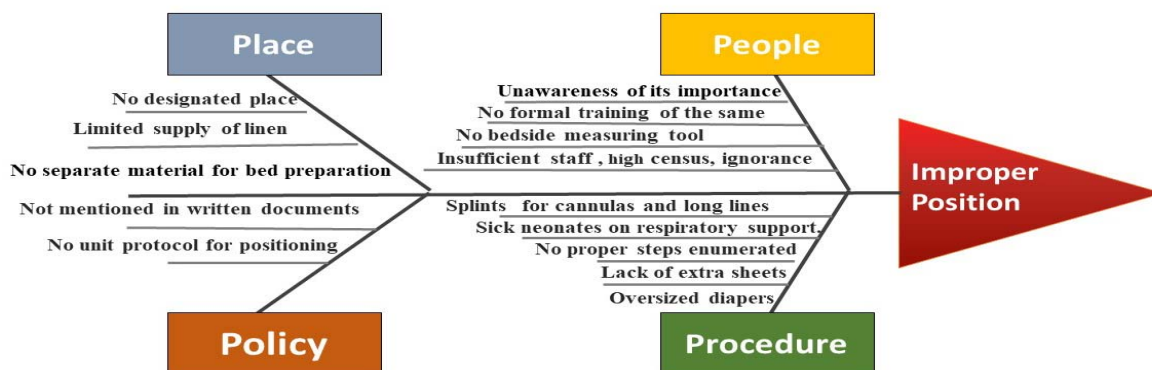 Place
No designated place
Limited supply of linen
No separate material for bed preparation
People
Unawareness of its importance
No formal training of the same
No bedside measuring tool
Insufficient staff , high census, ignorance
Improper
Position
Not mentioned in written documents
No unit protocol for positioning
Policy
Splints for cannulas and long lines
Sick neonates on respiratory support,
No proper steps enumerated
Lack of extra sheets
Oversized diapers
Procedure